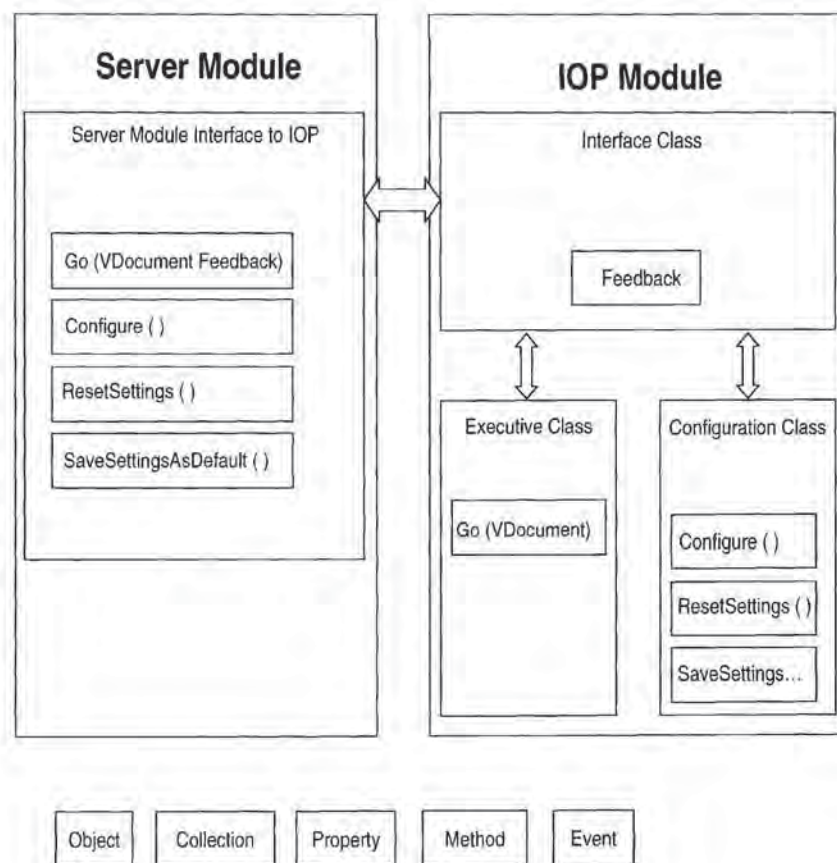 Server Module
Server Module Interface to IOP
Go (VDocument Feedback)
Configure ( )
ResetSettings ( )
SaveSettingsAsDefault ( )
IOP Module
Interface Class
Feedback
Executive Class
Go (VDocument)
Configuration Class
Configure ( )
ResetSettings ( )
SaveSettings...
Object
Collection
Property
Method
Event